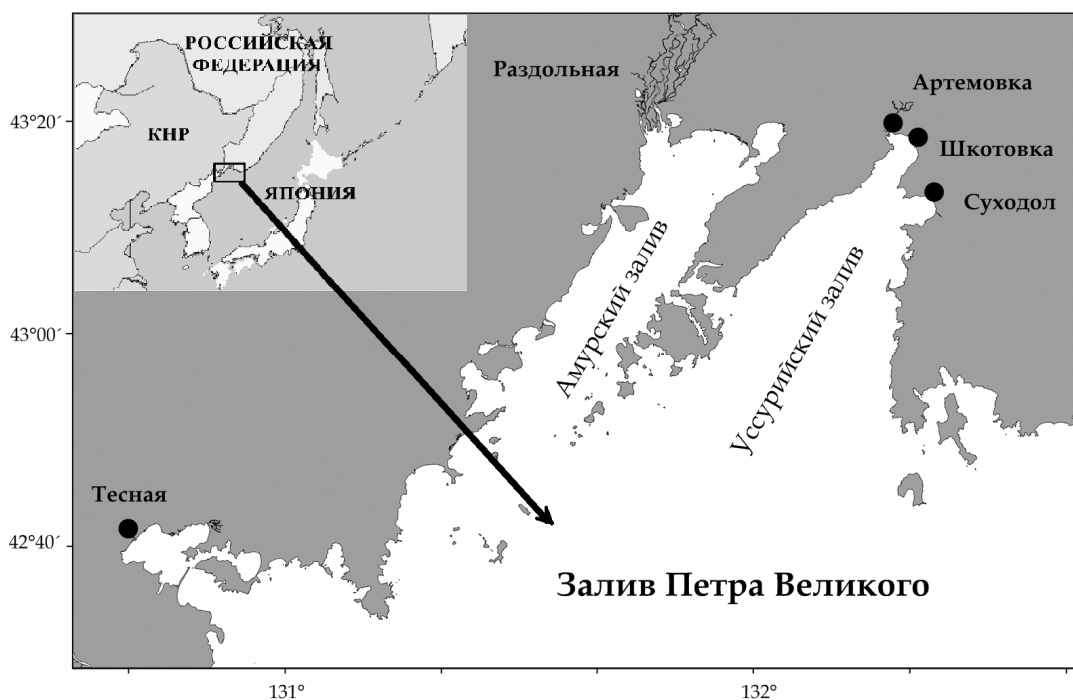 РОССИЙСКАЯ
ФЕДЕРАЦИЯ
КНР
ЯПОНИЯ
Раздольная
Артемовка
Шкотовка
Суходол
Амурский залив
Уссурийский залив
Тесная
Залив Петра Великого
43°20´
43°00´
42°40´
131°
132°